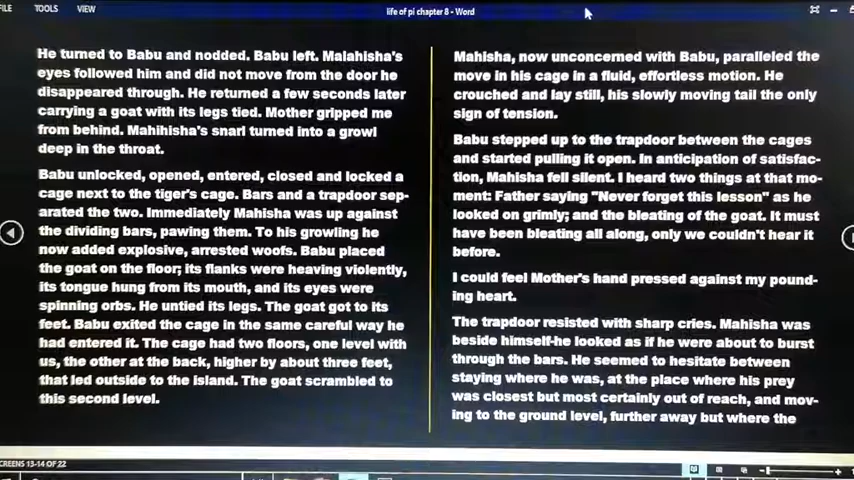 FILE TOOLS VIEW
life of pi chapter 8 - Word
He turned to Babu and nodded. Babu left. Malahisha's
eyes followed him and did not move from the door he
disappeared through. He returned a few seconds later
carrying a goat with its legs tied. Mother gripped me
from behind. Mahihisha's snarl turned into a growl
deep in the throat.
Babu unlocked, opened, entered, closed and locked a
cage next to the tiger's cage. Bars and a trapdoor sep-
arated the two. Immediately Mahisha was up against
the dividing bars, pawing them. To his growling he
now added explosive, arrested woofs. Babu placed
the goat on the floor; its flanks were heaving violently,
its tongue hung from its mouth, and its eyes were
spinning orbs. He untied its legs. The goat got to its
feet. Babu exited the cage in the same careful way he
had entered it. The cage had two floors, one level with
us, the other at the back, higher by about three feet,
that led outside to the island. The goat scrambled to
this second level.
Mahisha, now unconcerned with Babu, paralleled the
move in his cage in a fluid, effortless motion. He
crouched and lay still, his slowly moving tail the only
sign of tension.
Babu stepped up to the trapdoor between the cages
and started pulling it open. In anticipation of satisfac-
tion, Mahisha fell silent. I heard two things at that mo-
ment: Father saying "Never forget this lesson" as he
looked on grimly; and the bleating of the goat. It must
have been bleating all along, only we couldn't hear it
before.
I could feel Mother's hand pressed against my pound-
ing heart.
The trapdoor resisted with sharp cries. Mahisha was
beside himself-he looked as if he were about to burst
through the bars. He seemed to hesitate between
staying where he was, at the place where his prey
was closest but most certainly out of reach, and mov-
ing to the ground level, further away but where the
SCREENS 13-14 OF 22